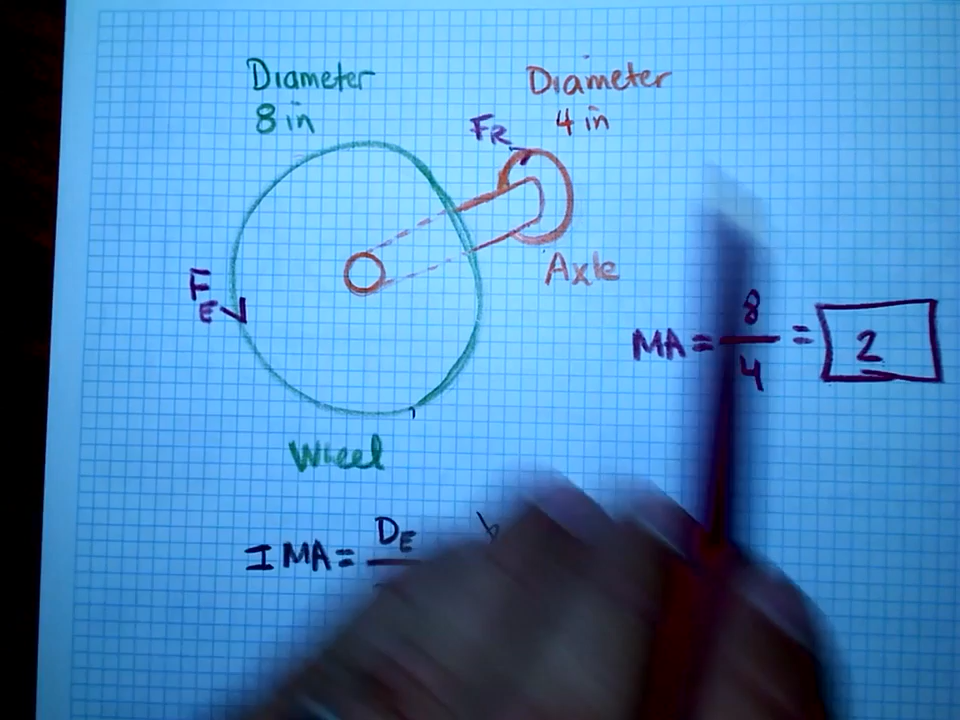 Diameter
8 in
Diameter
4 in
FR
Axle
FE
MA = 8/4 = 2
Wheel
IMA = DE